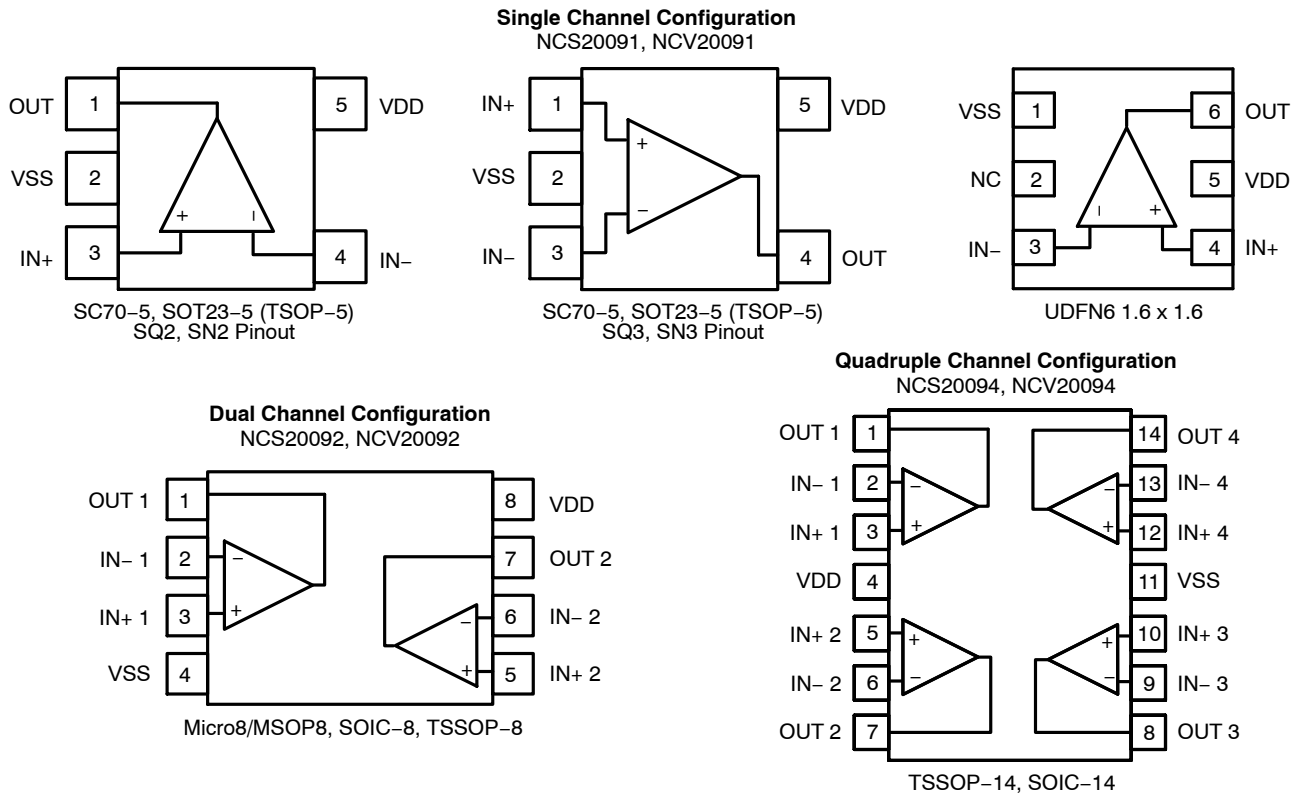 Single Channel Configuration
NCS20091, NCV20091
OUT 1
5 VDD
VSS 2
IN+ 3
4 IN−
+ −
SC70−5, SOT23−5 (TSOP−5)
SQ2, SN2 Pinout
IN+ 1
5 VDD
VSS 2
IN− 3
4 OUT
+
−
SC70−5, SOT23−5 (TSOP−5)
SQ3, SN3 Pinout
VSS 1
6 OUT
NC 2
5 VDD
IN− 3
4 IN+
− +
UDFN6 1.6 x 1.6
Dual Channel Configuration
NCS20092, NCV20092
OUT 1 1
8 VDD
IN− 1 2
−
7 OUT 2
IN+ 1 3
+
6 IN− 2
−
VSS 4
5 IN+ 2
+
Micro8/MSOP8, SOIC−8, TSSOP−8
Quadruple Channel Configuration
NCS20094, NCV20094
OUT 1 1
14 OUT 4
IN− 1 2
−
−
13 IN− 4
IN+ 1 3
+
+
12 IN+ 4
VDD 4
11 VSS
IN+ 2 5
+
+
10 IN+ 3
IN− 2 6
−
−
9 IN− 3
OUT 2 7
8 OUT 3
TSSOP−14, SOIC−14